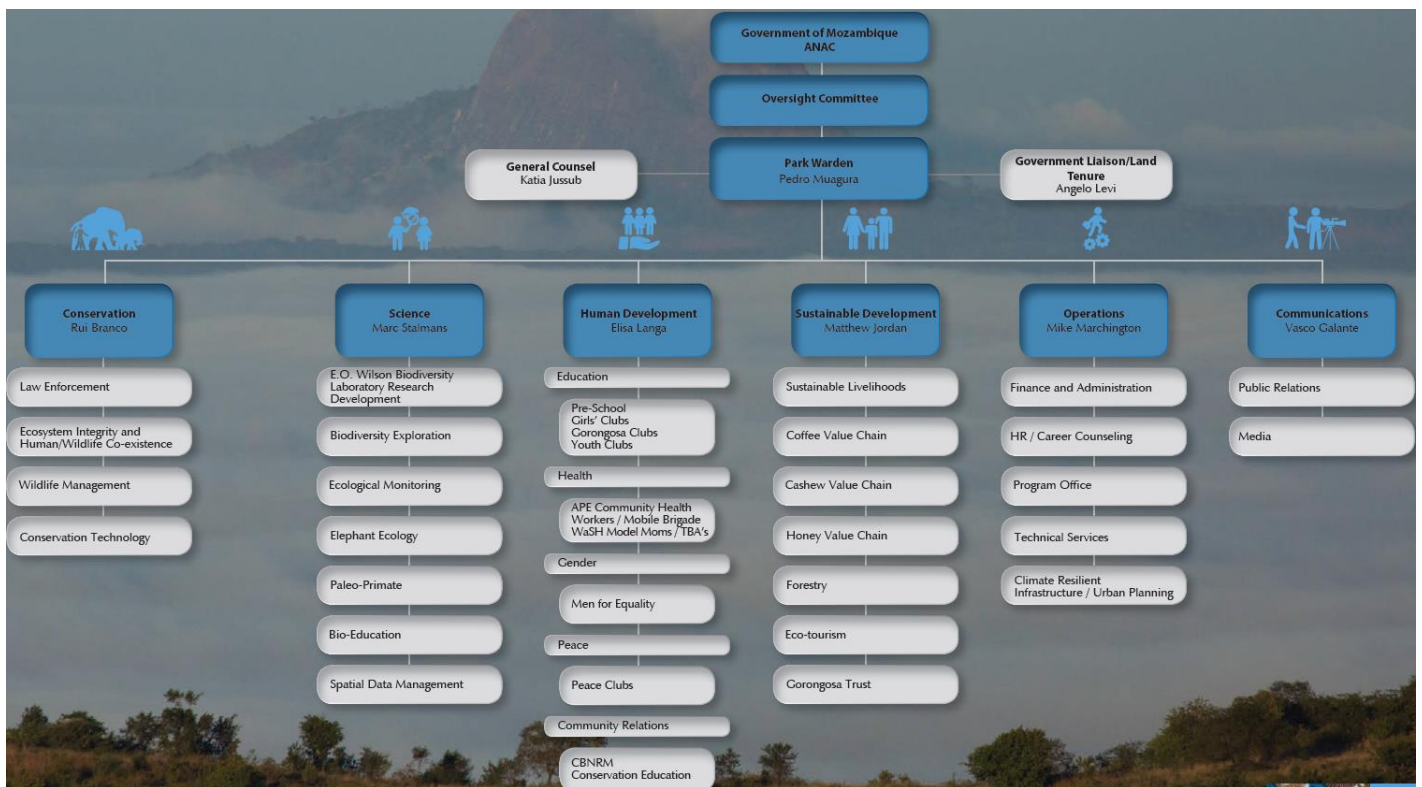 Government of Mozambique
ANAC
Oversight Committee
General Counsel
Katia Jussub
Park Warden
Pedro Muagura
Government Liaison/Land
Tenure
Angelo Levi
Conservation
Rui Branco
Law Enforcement
Ecosystem Integrity and
Human/Wildlife Co-existence
Wildlife Management
Conservation Technology
Science
Marc Stalmans
E.O. Wilson Biodiversity
Laboratory Research
Development
Biodiversity Exploration
Ecological Monitoring
Elephant Ecology
Paleo-Primate
Bio-Education
Spatial Data Management
Human Development
Elisa Langa
Education
Pre-School
Girls' Clubs
Gorongosa Clubs
Youth Clubs
Health
APE Community Health
Workers / Mobile Brigade
WaSH Model Moms / TBA's
Gender
Men for Equality
Peace
Peace Clubs
Community Relations
CBNRM
Conservation Education
Sustainable Development
Matthew Jordan
Sustainable Livelihoods
Coffee Value Chain
Cashew Value Chain
Honey Value Chain
Forestry
Eco-tourism
Gorongosa Trust
Operations
Mike Marchington
Finance and Administration
HR / Career Counseling
Program Office
Technical Services
Climate Resilient
Infrastructure / Urban Planning
Communications
Vasco Galante
Public Relations
Media